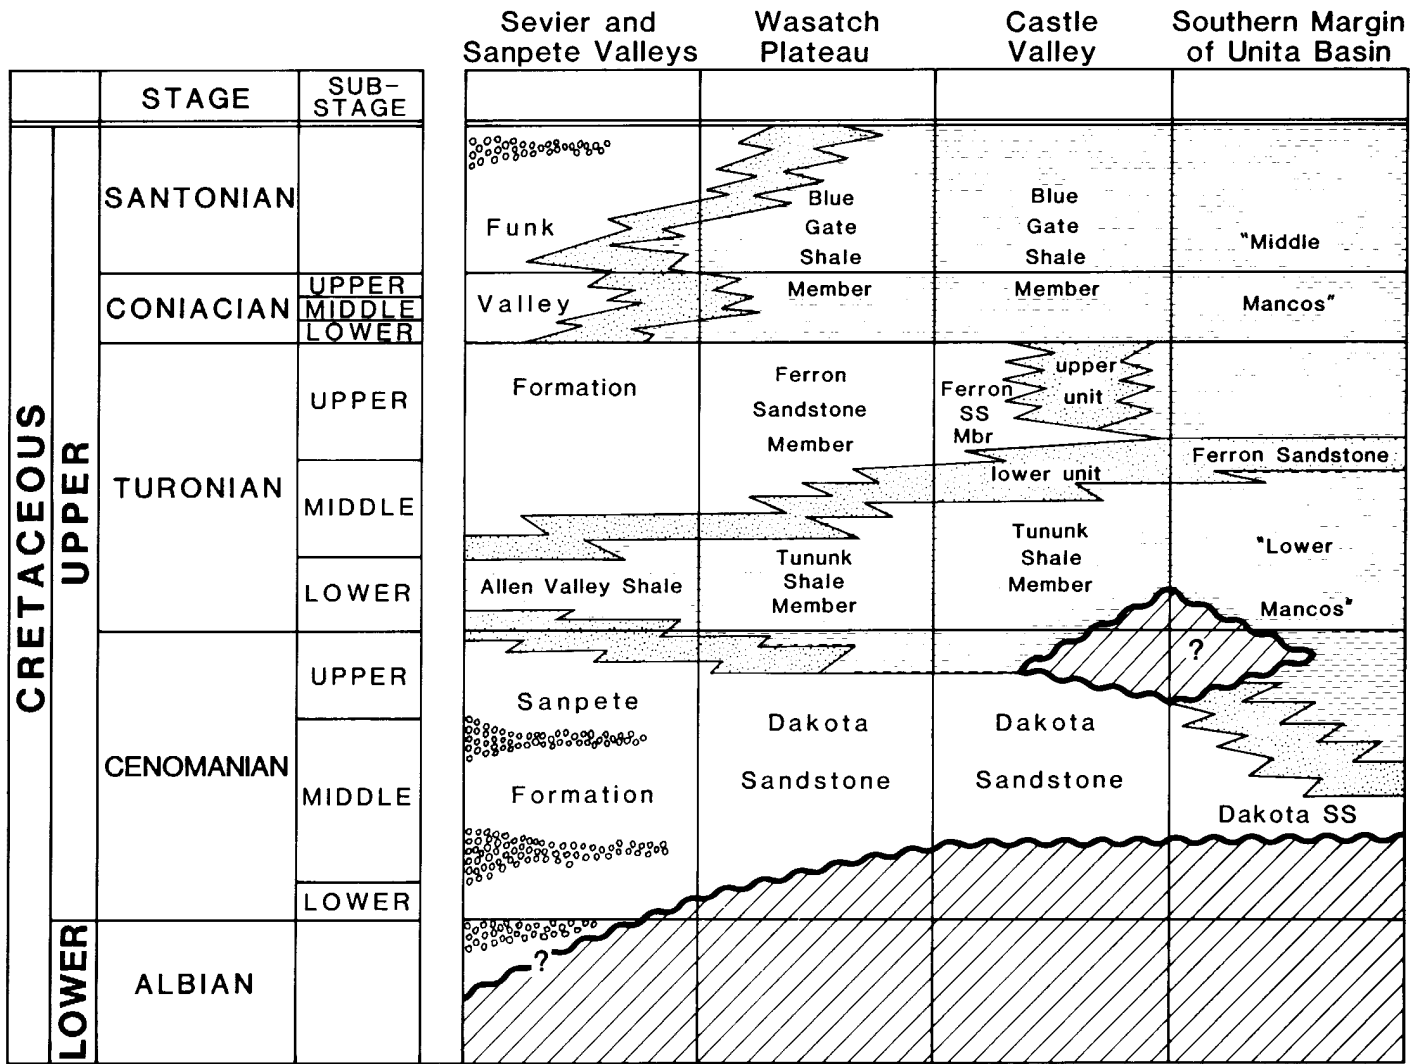 Sevier and
Sanpete Valleys
Wasatch
Plateau
Castle
Valley
Southern Margin
of Unita Basin
STAGE
SUB-
STAGE
CRETACEOUS
UPPER
LOWER
SANTONIAN
CONIACIAN
UPPER
MIDDLE
LOWER
TURONIAN
UPPER
MIDDLE
LOWER
CENOMANIAN
UPPER
MIDDLE
LOWER
ALBIAN
Funk
Valley
Formation
Allen Valley Shale
Sanpete
Formation
?
Blue
Gate
Shale
Member
Ferron
Sandstone
Member
Tununk
Shale
Member
Dakota
Sandstone
Blue
Gate
Shale
Member
upper
unit
Ferron
SS
Mbr
lower unit
Tununk
Shale
Member
Dakota
Sandstone
"Middle
Mancos"
Ferron Sandstone
"Lower
Mancos"
?
Dakota SS